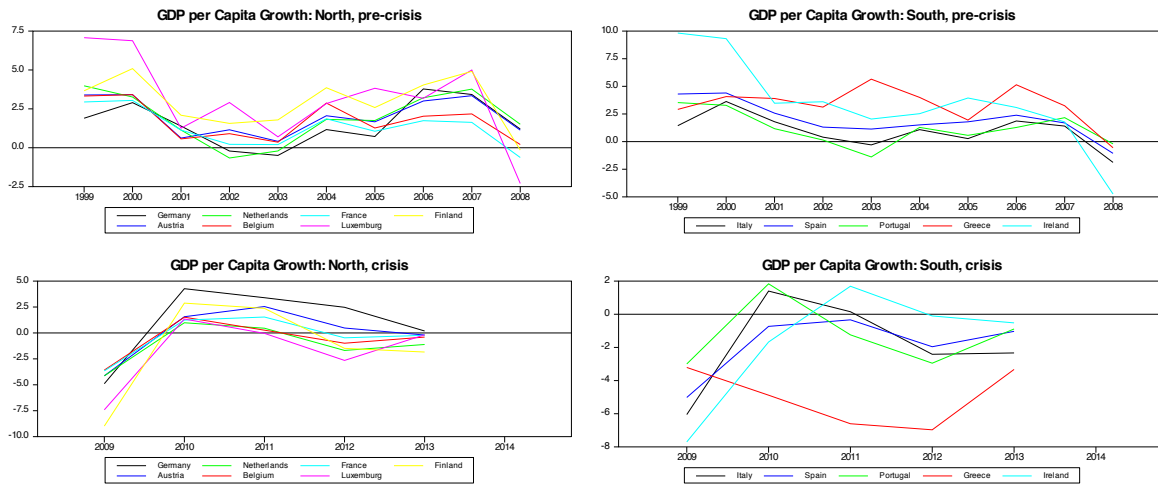 GDP per Capita Growth: North, pre-crisis
7.5
5.0
2.5
0.0
-2.5
1999 2000 2001 2002 2003 2004 2005 2006 2007 2008
Germany Netherlands France Finland
Austria Belgium Luxemburg
GDP per Capita Growth: South, pre-crisis
10.0
7.5
5.0
2.5
0.0
-2.5
-5.0
1999 2000 2001 2002 2003 2004 2005 2006 2007 2008
Italy Spain Portugal Greece Ireland
GDP per Capita Growth: North, crisis
5.0
2.5
0.0
-2.5
-5.0
-7.5
-10.0
2009 2010 2011 2012 2013 2014
Germany Netherlands France Finland
Austria Belgium Luxemburg
GDP per Capita Growth: South, crisis
2
0
-2
-4
-6
-8
2009 2010 2011 2012 2013 2014
Italy Spain Portugal Greece Ireland